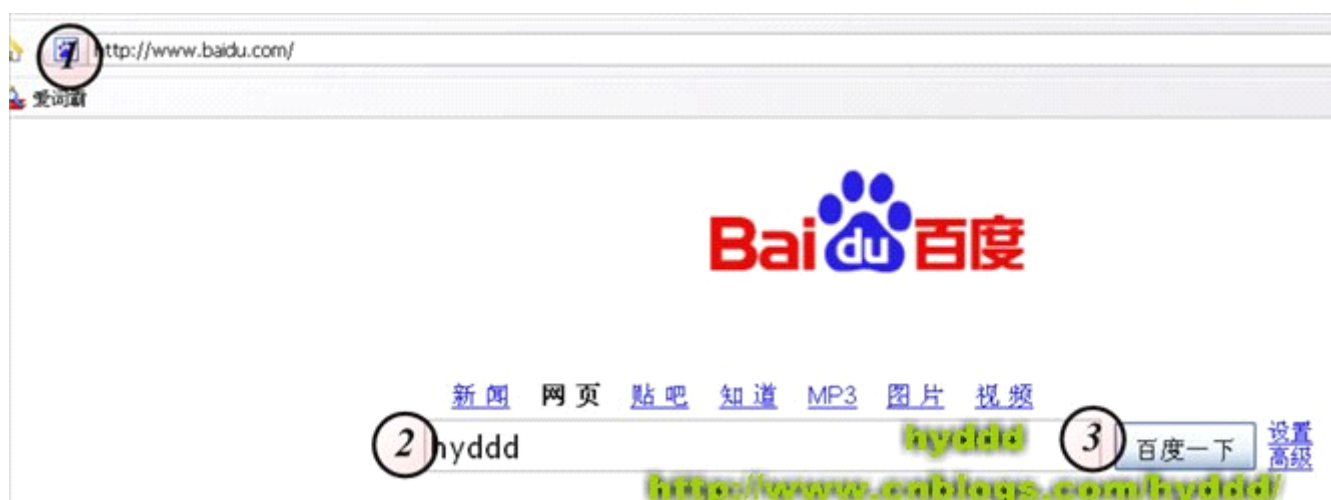 1 http://www.baidu.com/
爱词霸
Bai du 百度
新闻 网页 贴吧 知道 MP3 图片 视频
2 hyddd hyddd 3 百度一下 设置
高级
http://www.cnblogs.com/hyddd/